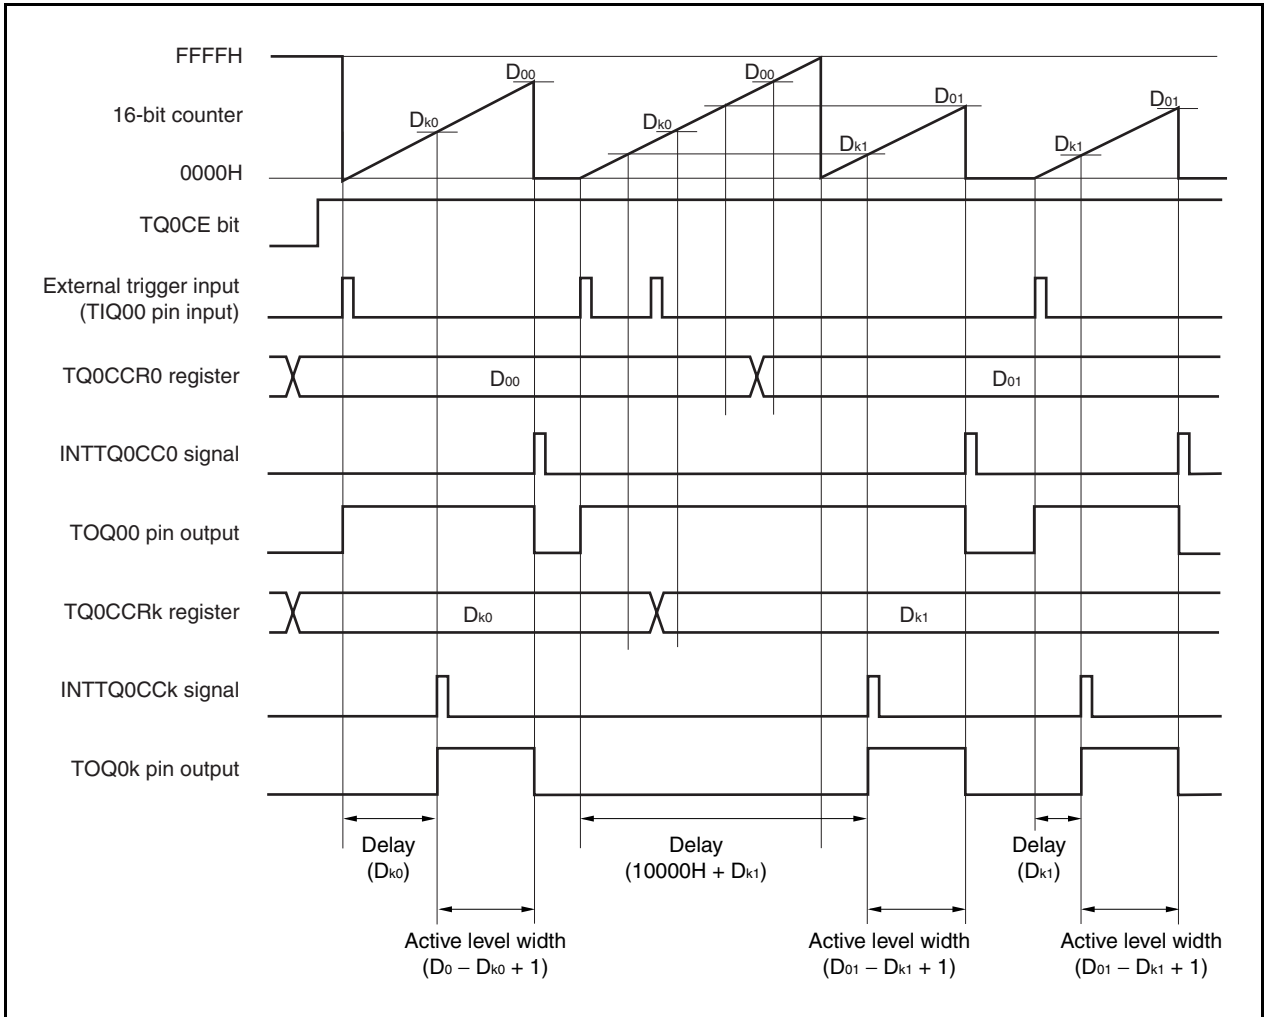 FFFFH
D00
D00
16-bit counter
Dk0
Dk0
D01
D01
Dk1
Dk1
0000H
TQ0CE bit
External trigger input
(TIQ00 pin input)
TQ0CCR0 register
D00
D01
INTTQ0CC0 signal
TOQ00 pin output
TQ0CCRk register
Dk0
Dk1
INTTQ0CCk signal
TOQ0k pin output
Delay
(Dk0)
Delay
(10000H + Dk1)
Delay
(Dk1)
Active level width
(D0 − Dk0 + 1)
Active level width
(D01 − Dk1 + 1)
Active level width
(D01 − Dk1 + 1)